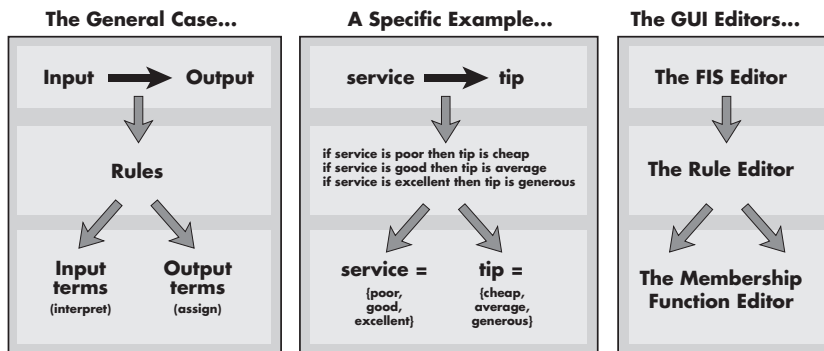 The General Case...
Input Output
Rules
Input
terms
(interpret)
Output
terms
(assign)
A Specific Example...
service tip
if service is poor then tip is cheap
if service is good then tip is average
if service is excellent then tip is generous
service =
{poor,
good,
excellent}
tip =
{cheap,
average,
generous}
The GUI Editors...
The FIS Editor
The Rule Editor
The Membership
Function Editor